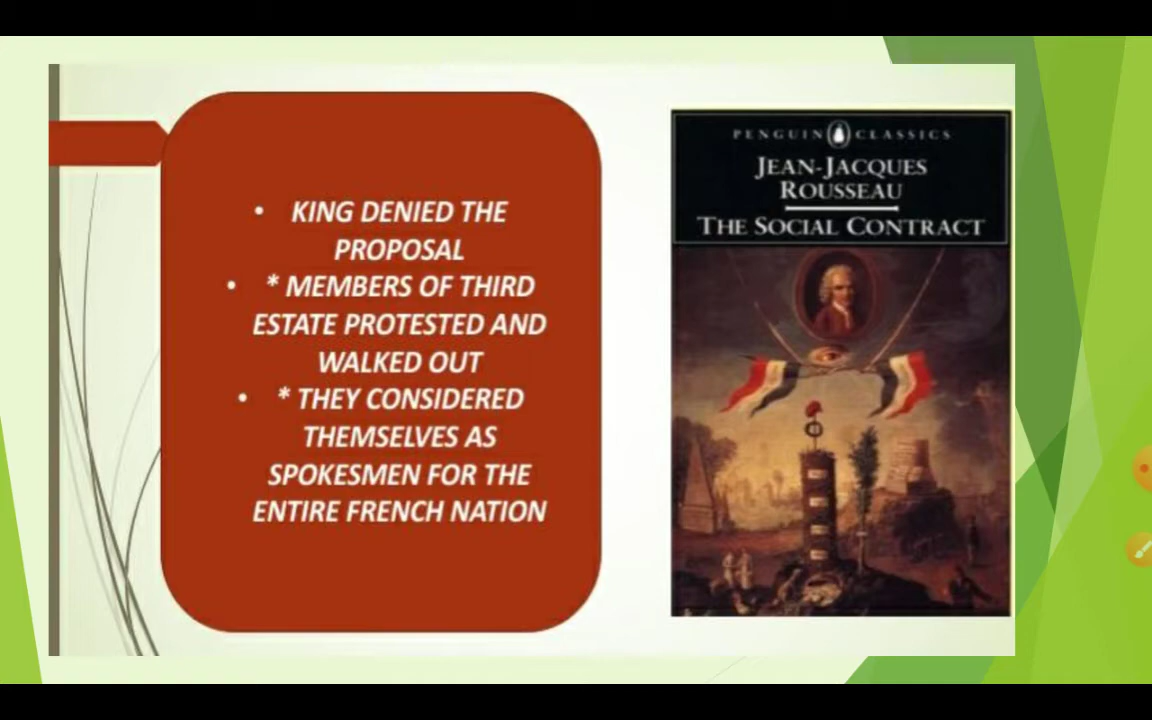 • KING DENIED THE
PROPOSAL
• * MEMBERS OF THIRD
ESTATE PROTESTED AND
WALKED OUT
• * THEY CONSIDERED
THEMSELVES AS
SPOKESMEN FOR THE
ENTIRE FRENCH NATION
PENGUIN CLASSICS
JEAN-JACQUES
ROUSSEAU
THE SOCIAL CONTRACT